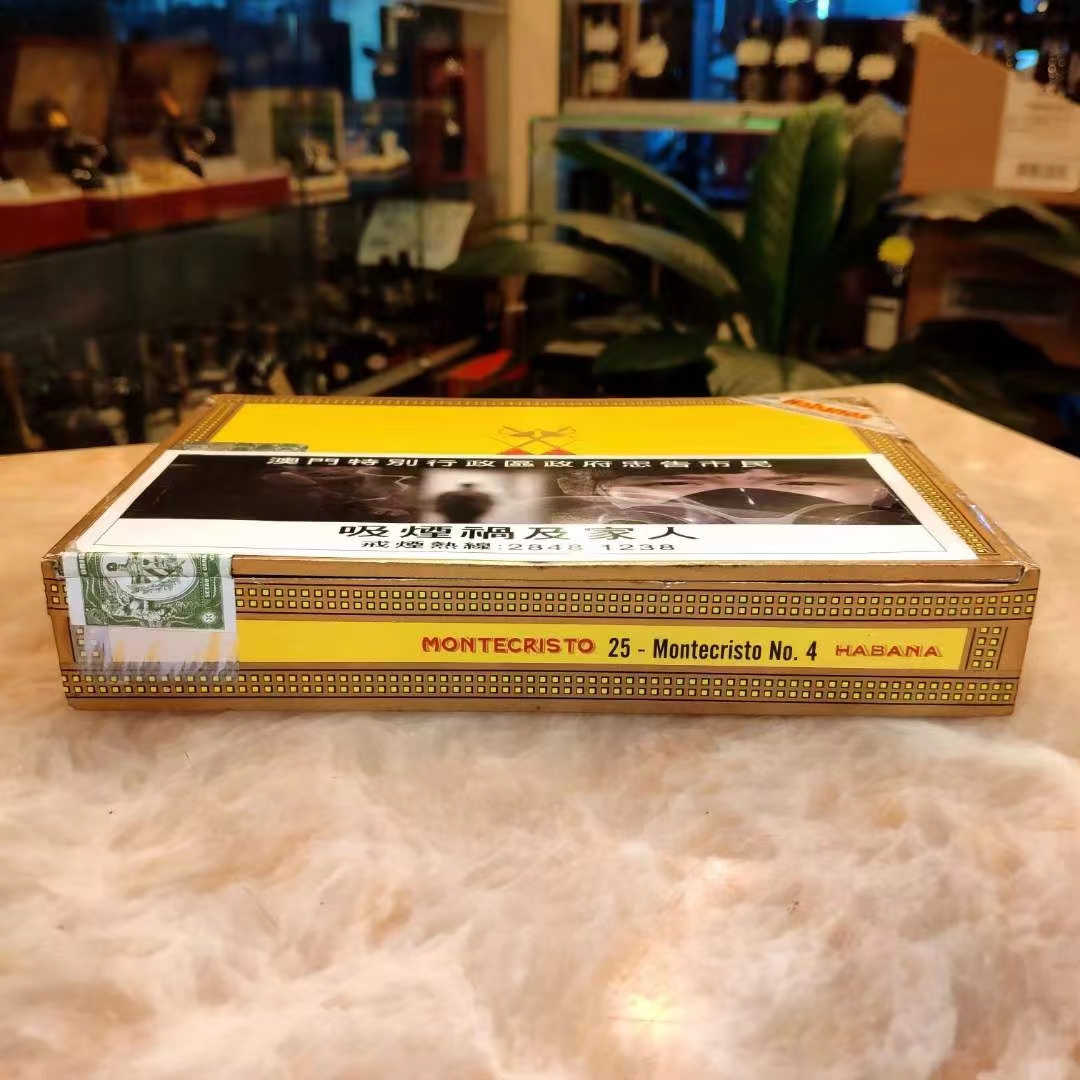 Habanos
澳門特別行政區政府忠告市民
吸煙禍及家人
戒煙熱線:2848 1238
MONTECRISTO 25 - Montecristo No. 4 HABANA